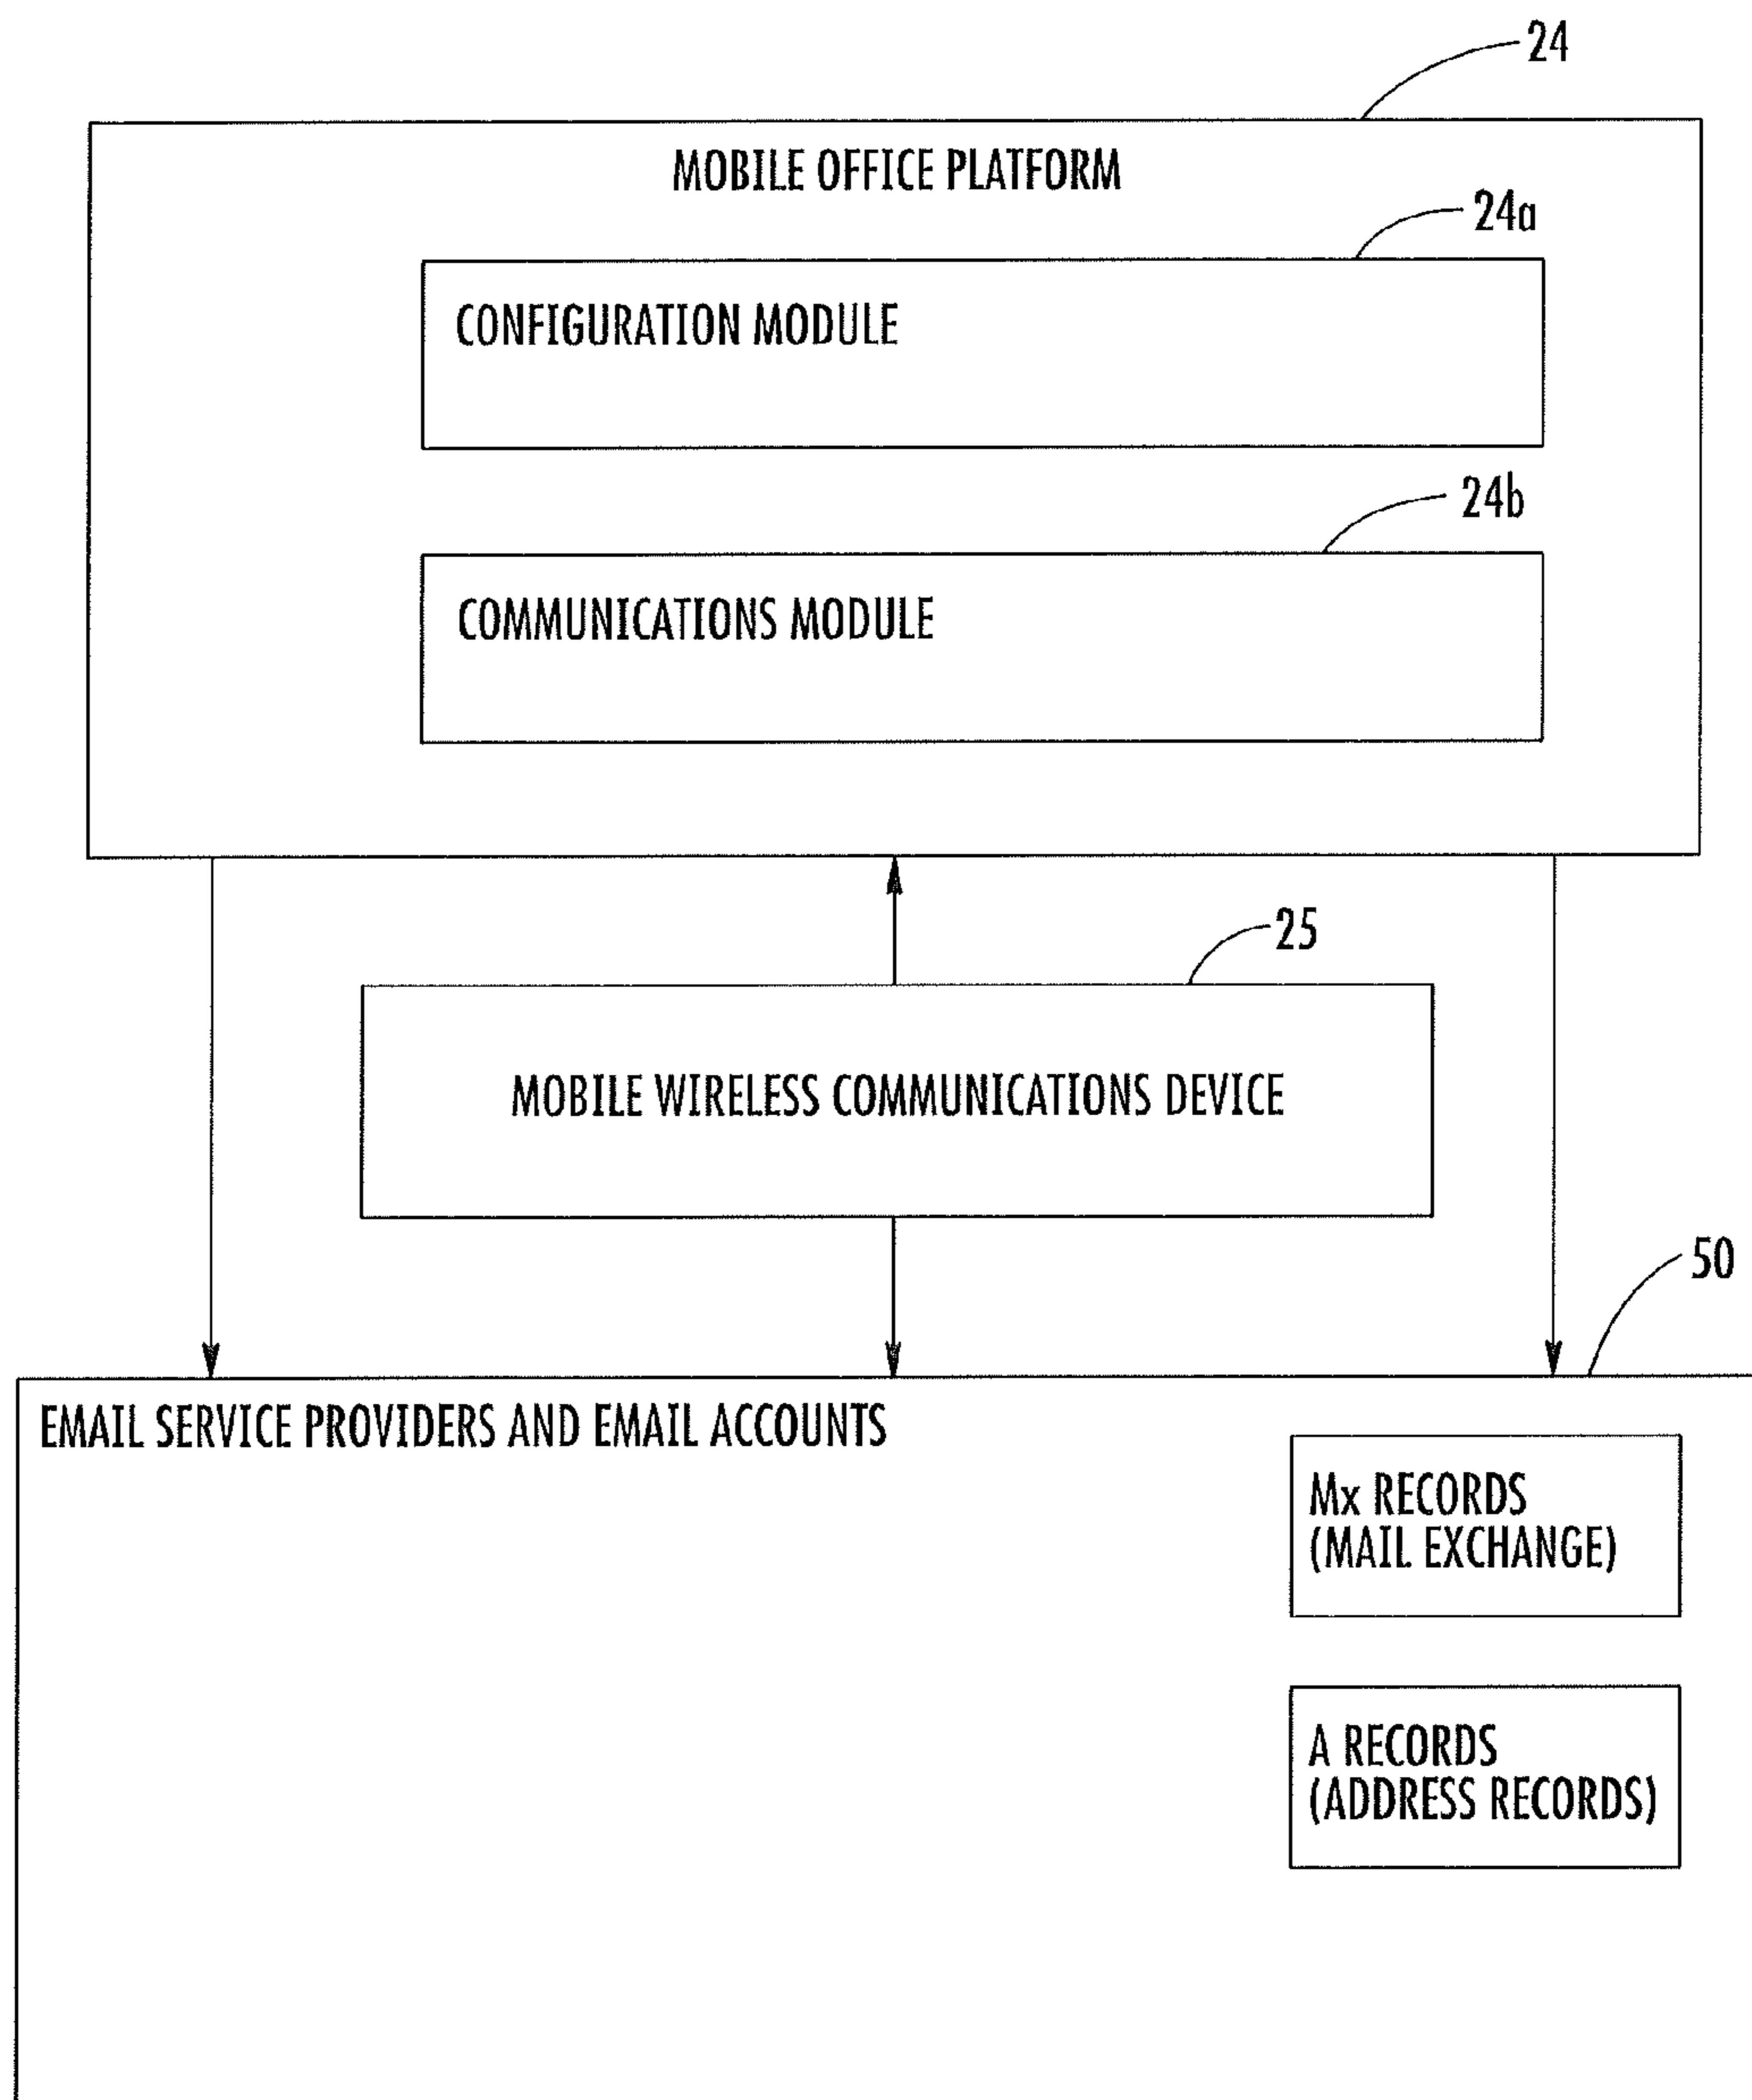 24
MOBILE OFFICE PLATFORM
24a
CONFIGURATION MODULE
24b
COMMUNICATIONS MODULE
25
MOBILE WIRELESS COMMUNICATIONS DEVICE
50
EMAIL SERVICE PROVIDERS AND EMAIL ACCOUNTS
Mx RECORDS
(MAIL EXCHANGE)
A RECORDS
(ADDRESS RECORDS)